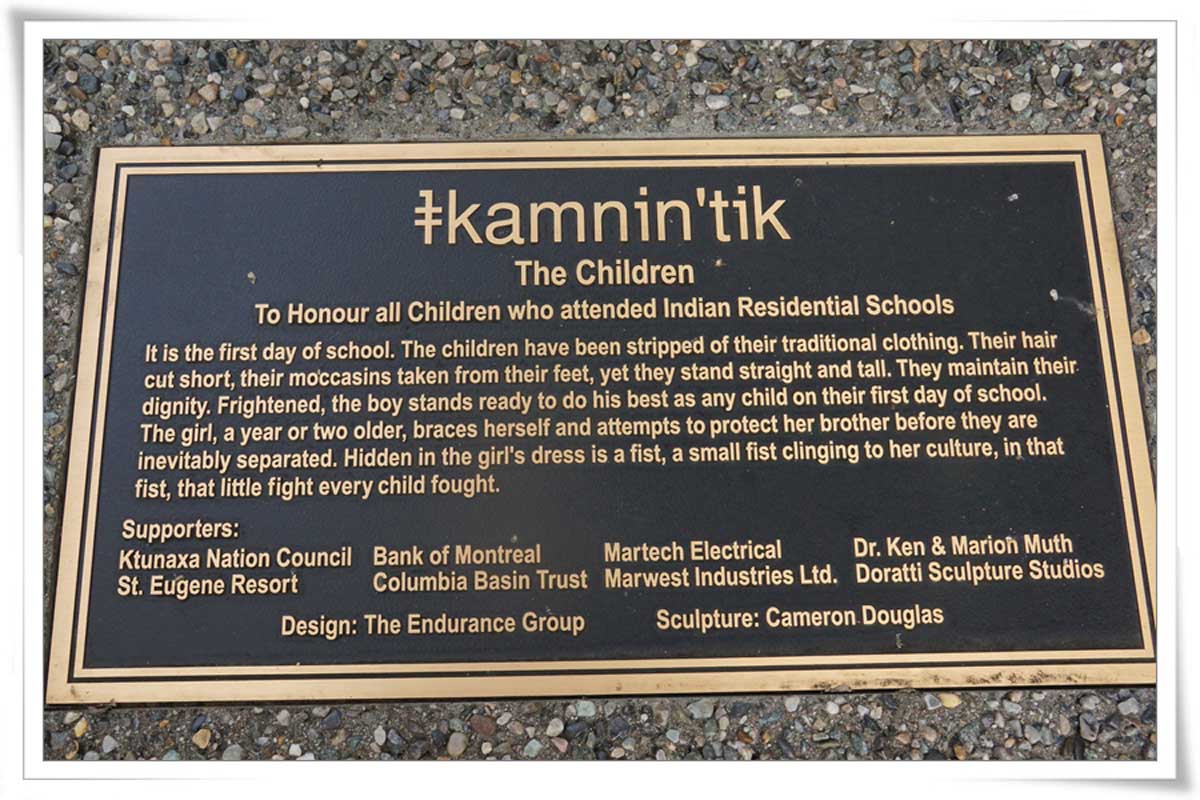 ⱡkamnin'tik
The Children
To Honour all Children who attended Indian Residential Schools
It is the first day of school. The children have been stripped of their traditional clothing. Their hair
cut short, their moccasins taken from their feet, yet they stand straight and tall. They maintain their
dignity. Frightened, the boy stands ready to do his best as any child on their first day of school.
The girl, a year or two older, braces herself and attempts to protect her brother before they are
inevitably separated. Hidden in the girl's dress is a fist, a small fist clinging to her culture, in that
fist, that little fight every child fought.
Supporters:
Ktunaxa Nation Council Bank of Montreal Martech Electrical Dr. Ken & Marion Muth
St. Eugene Resort Columbia Basin Trust Marwest Industries Ltd. Doratti Sculpture Studios
Design: The Endurance Group Sculpture: Cameron Douglas